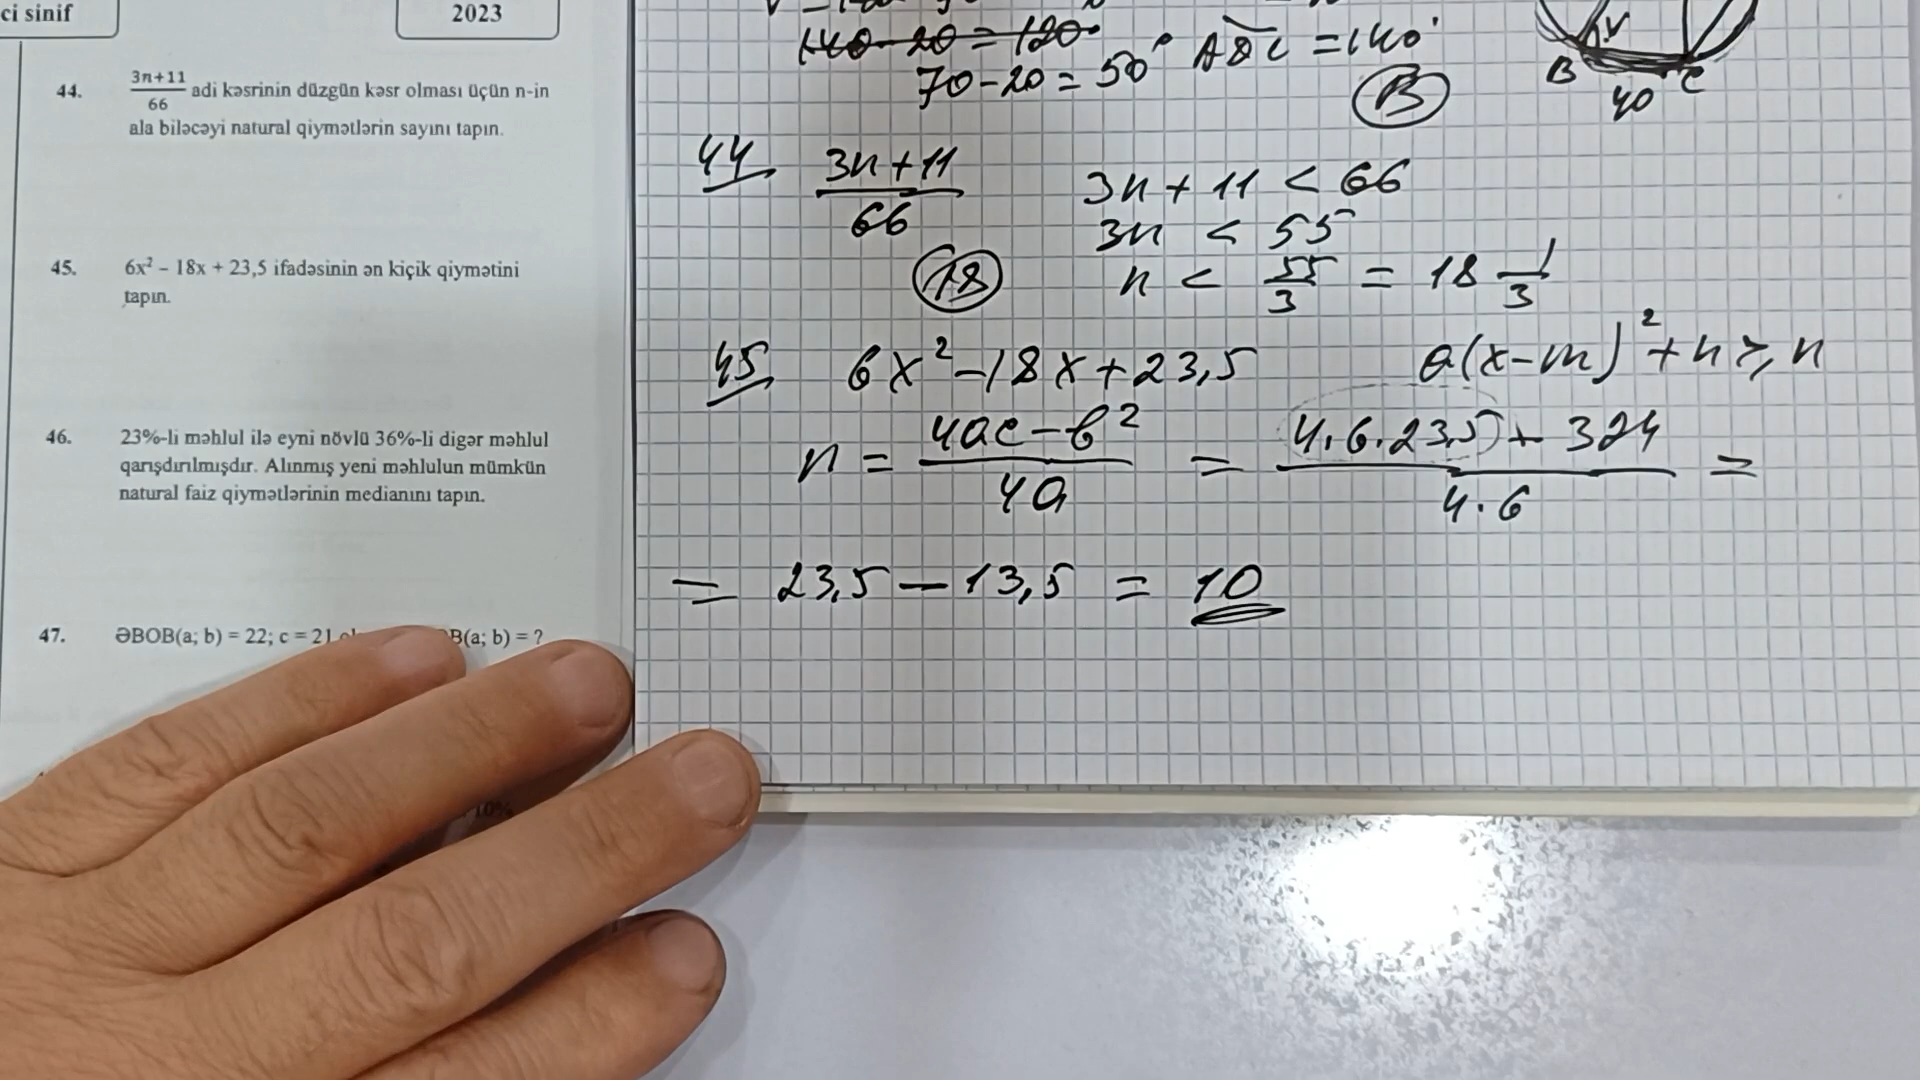 ci sinif
2023
44. (3n+11)/66 adi kəsrinin düzgün kəsr olması üçün n-in
ala biləcəyi natural qiymətlərin sayını tapın.
45. 6x² – 18x + 23,5 ifadəsinin ən kiçik qiymətini
tapın.
46. 23%-li məhlul ilə eyni növlü 36%-li digər məhlul
qarışdırılmışdır. Alınmış yeni məhlulun mümkün
natural faiz qiymətlərinin medianını tapın.
47. ƏBOB(a; b) = 22; c = 21 B(a; b) = ?
10%
140-20=120°
70-20=50° =140°
B
B C
40
44. (3n+11)/66 3n+11 < 66
3n < 55
18 n < 55/3 = 18 1/3
45. 6x²-18x+23,5 a(x-m)²+n≥n
n = (4ac-b²)/4a = (4·6·23,5 + 324)/(4·6) =
= 23,5 – 13,5 = 10